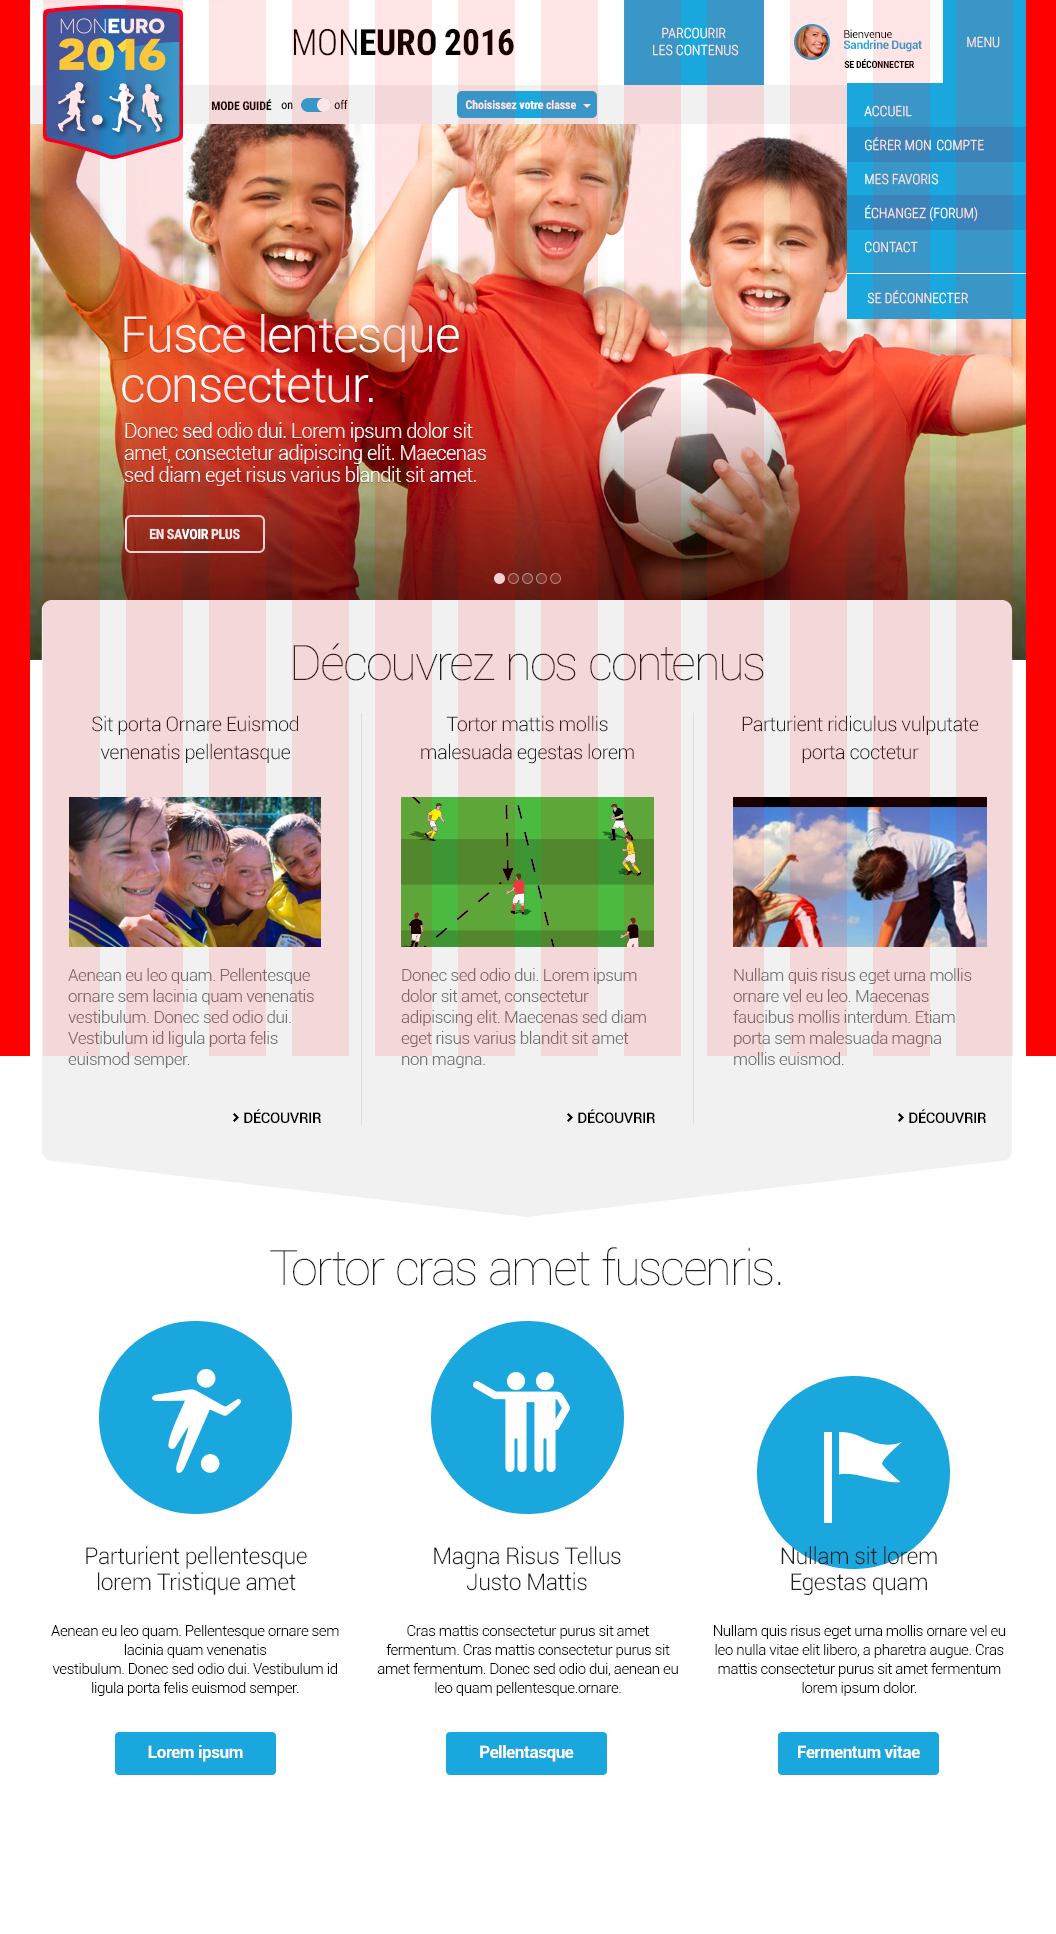 MONEURO
2016
MONEURO 2016
PARCOURIR
LES CONTENUS
Bienvenue
Sandrine Dugat
SE DÉCONNECTER
MENU
MODE GUIDÉ on off
Choisissez votre classe
ACCUEIL
GÉRER MON COMPTE
MES FAVORIS
ÉCHANGEZ (FORUM)
CONTACT
SE DÉCONNECTER
Fusce lentesque
consectetur.
Donec sed odio dui. Lorem ipsum dolor sit
amet, consectetur adipiscing elit. Maecenas
sed diam eget risus varius blandit sit amet.
EN SAVOIR PLUS
Découvrez nos contenus
Sit porta Ornare Euismod
venenatis pellentasque
Aenean eu leo quam. Pellentesque
ornare sem lacinia quam venenatis
vestibulum. Donec sed odio dui.
Vestibulum id ligula porta felis
euismod semper.
DÉCOUVRIR
Tortor mattis mollis
malesuada egestas lorem
Donec sed odio dui. Lorem ipsum
dolor sit amet, consectetur
adipiscing elit. Maecenas sed diam
eget risus varius blandit sit amet
non magna.
DÉCOUVRIR
Parturient ridiculus vulputate
porta coctetur
Nullam quis risus eget urna mollis
ornare vel eu leo. Maecenas
faucibus mollis interdum. Etiam
porta sem malesuada magna
mollis euismod.
DÉCOUVRIR
Tortor cras amet fuscenris.
Parturient pellentesque
lorem Tristique amet
Aenean eu leo quam. Pellentesque ornare sem
lacinia quam venenatis
vestibulum. Donec sed odio dui. Vestibulum id
ligula porta felis euismod semper.
Lorem ipsum
Magna Risus Tellus
Justo Mattis
Cras mattis consectetur purus sit amet
fermentum. Cras mattis consectetur purus sit
amet fermentum. Donec sed odio dui, aenean eu
leo quam pellentesque.ornare.
Pellentasque
Nullam sit lorem
Egestas quam
Nullam quis risus eget urna mollis ornare vel eu
leo nulla vitae elit libero, a pharetra augue. Cras
mattis consectetur purus sit amet fermentum
lorem ipsum dolor.
Fermentum vitae